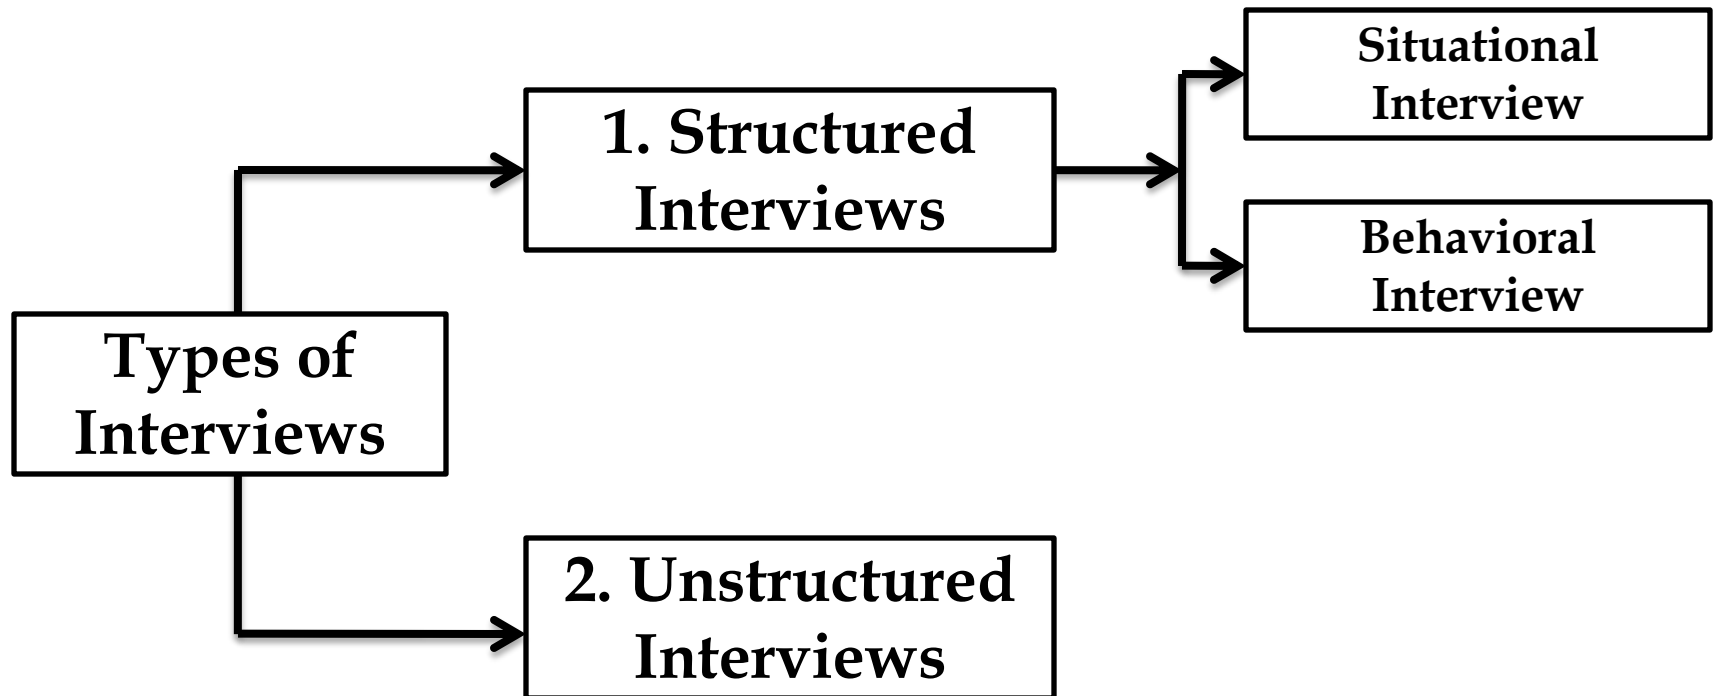 Types of
Interviews
1. Structured
Interviews
Situational
Interview
Behavioral
Interview
2. Unstructured
Interviews